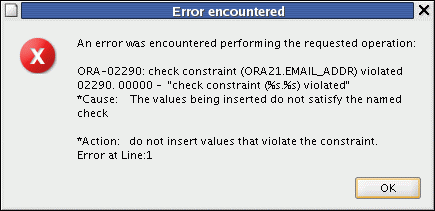 Error encountered
An error was encountered performing the requested operation:
ORA-02290: check constraint (ORA21.EMAIL_ADDR) violated
02290. 00000 - "check constraint (%s.%s) violated"
*Cause: The values being inserted do not satisfy the named
check
*Action: do not insert values that violate the constraint.
Error at Line:1
OK